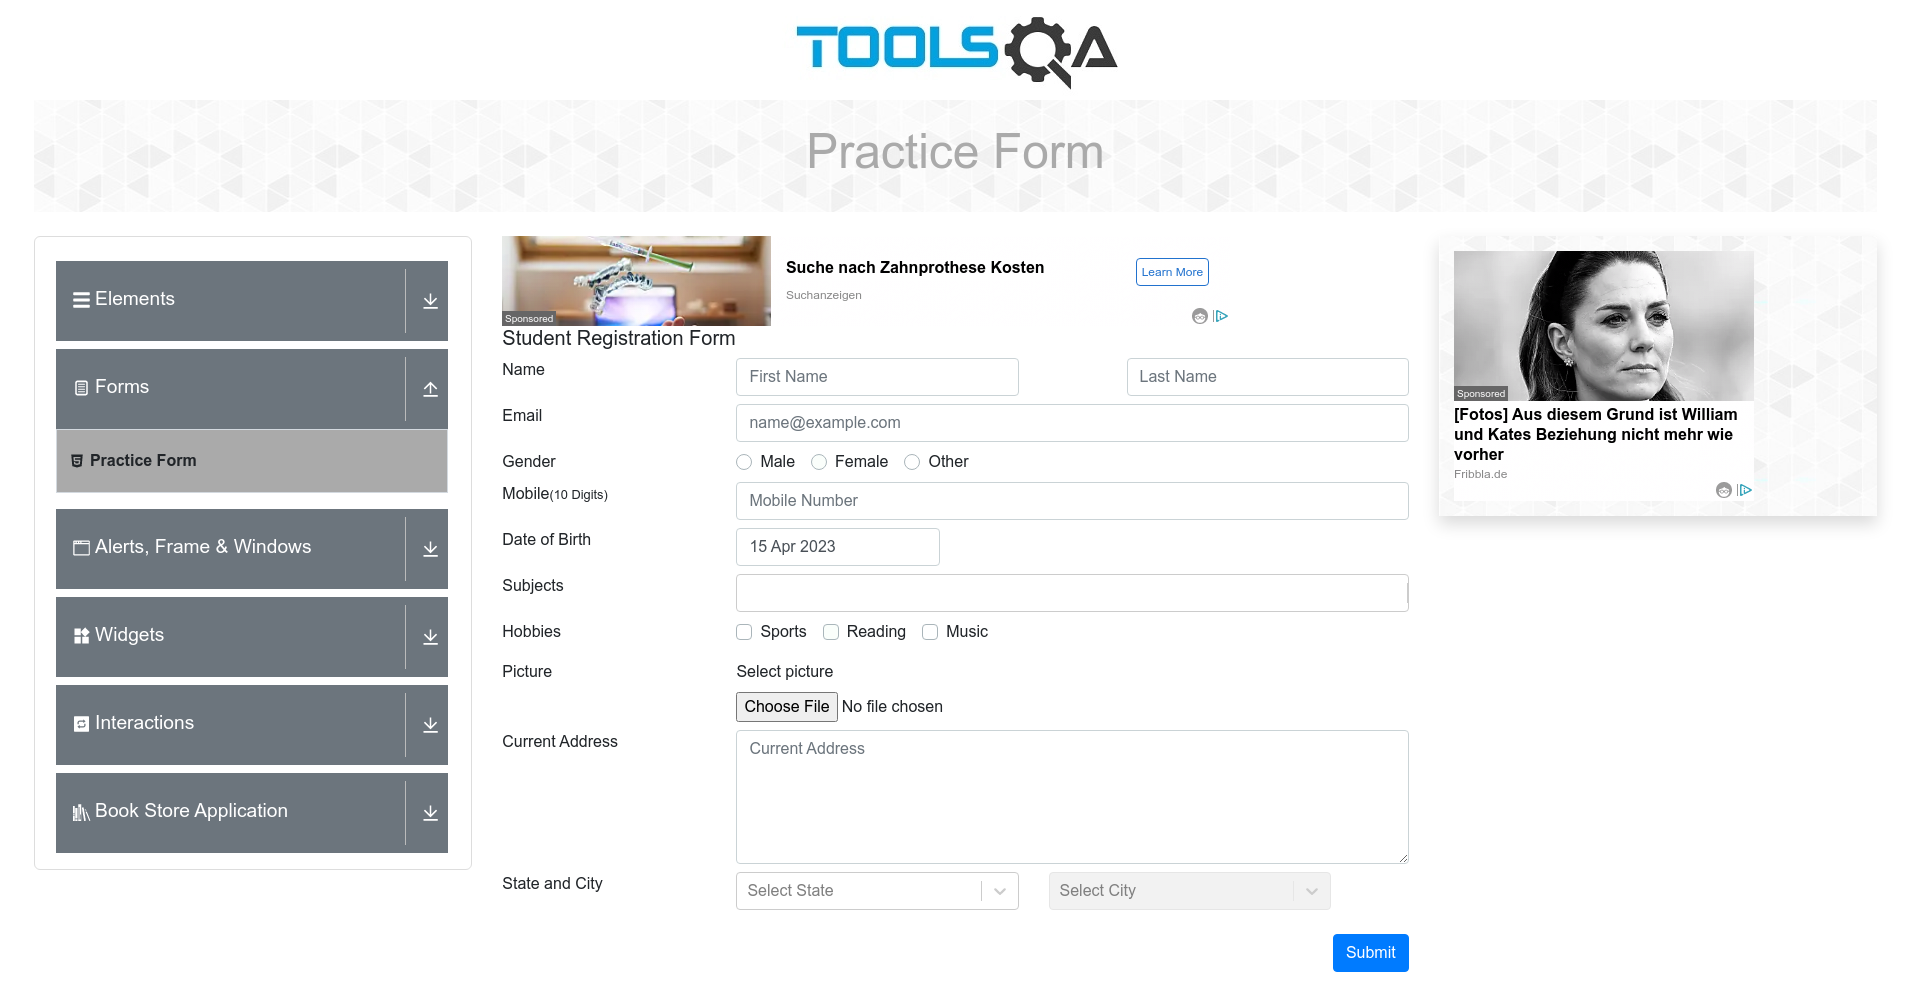 TOOLSQA
Practice Form
Elements
Forms
Practice Form
Alerts, Frame & Windows
Widgets
Interactions
Book Store Application
Sponsored
Suche nach Zahnprothese Kosten
Suchanzeigen
Learn More
Student Registration Form
Name
First Name
Last Name
Email
name@example.com
Gender
Male Female Other
Mobile(10 Digits)
Mobile Number
Date of Birth
15 Apr 2023
Subjects
Hobbies
Sports Reading Music
Picture
Select picture
Choose File No file chosen
Current Address
Current Address
State and City
Select State
Select City
Submit
Sponsored
[Fotos] Aus diesem Grund ist William
und Kates Beziehung nicht mehr wie
vorher
Fribbla.de